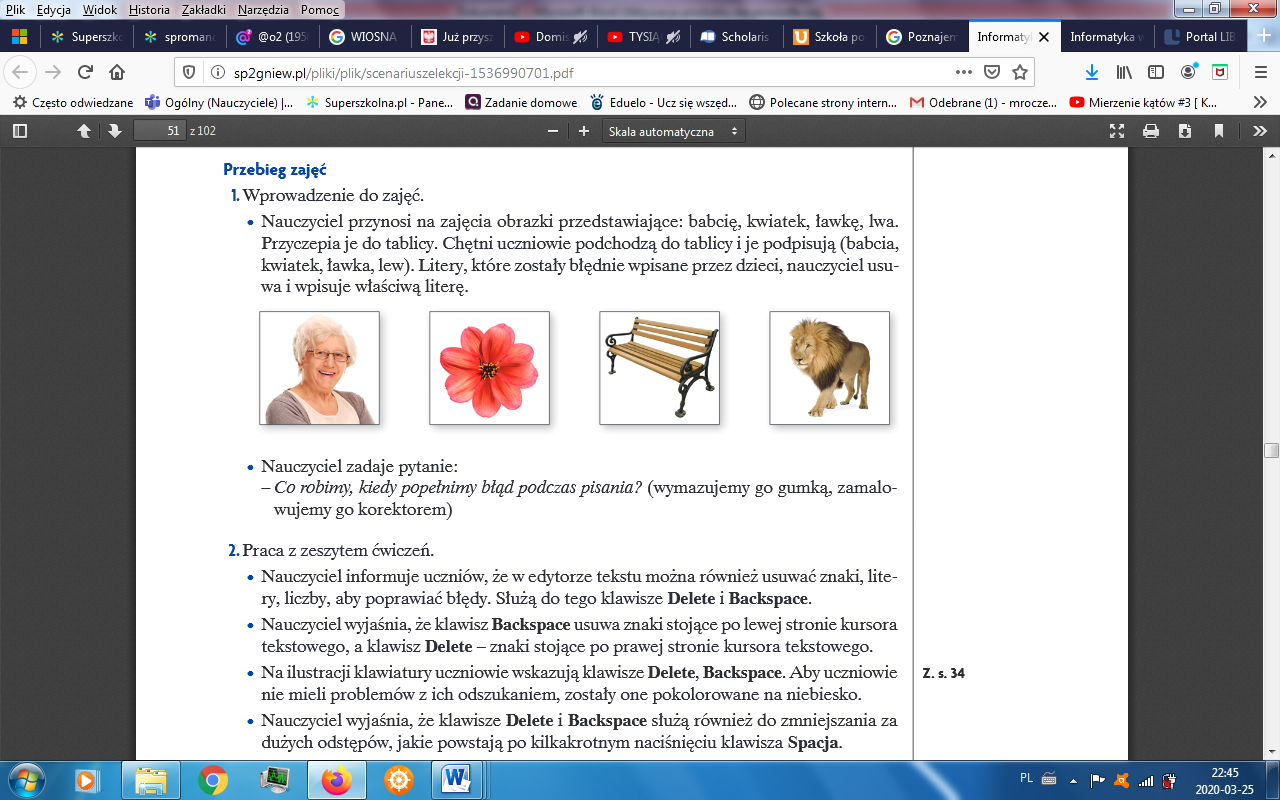 Plik Edycja Widok Historia Zakładki Narzędzia Pomoc
Superszko spromano @o2 (1956 WIOSNA Już przysz Domis TYSIĄ Scholaris Szkoła po Poznajem Informatyk Informatyka w Portal LIB
sp2gniew.pl/pliki/plik/scenariuszelekcji-1536990701.pdf
Często odwiedzane Ogólny (Nauczyciele) |... Superszkolna.pl - Pane... Zadanie domowe Eduelo - Ucz się wszęd... Polecane strony intern... Odebrane (1) - mrocze... Mierzenie kątów #3 [ K...
51 z 102 Skala automatyczna
Przebieg zajęć
1. Wprowadzenie do zajęć.
• Nauczyciel przynosi na zajęcia obrazki przedstawiające: babcię, kwiatek, ławkę, lwa.
Przyczepia je do tablicy. Chętni uczniowie podchodzą do tablicy i je podpisują (babcia,
kwiatek, ławka, lew). Litery, które zostały błędnie wpisane przez dzieci, nauczyciel usu-
wa i wpisuje właściwą literę.
• Nauczyciel zadaje pytanie:
– Co robimy, kiedy popełnimy błąd podczas pisania? (wymazujemy go gumką, zamalo-
wujemy go korektorem)
2. Praca z zeszytem ćwiczeń.
• Nauczyciel informuje uczniów, że w edytorze tekstu można również usuwać znaki, lite-
ry, liczby, aby poprawiać błędy. Służą do tego klawisze Delete i Backspace.
• Nauczyciel wyjaśnia, że klawisz Backspace usuwa znaki stojące po lewej stronie kursora
tekstowego, a klawisz Delete – znaki stojące po prawej stronie kursora tekstowego.
• Na ilustracji klawiatury uczniowie wskazują klawisze Delete, Backspace. Aby uczniowie
nie mieli problemów z ich odszukaniem, zostały one pokolorowane na niebiesko.
Z. s. 34
• Nauczyciel wyjaśnia, że klawisze Delete i Backspace służą również do zmniejszania za
dużych odstępów, jakie powstają po kilkakrotnym naciśnięciu klawisza Spacja.
PL 22:45
2020-03-25